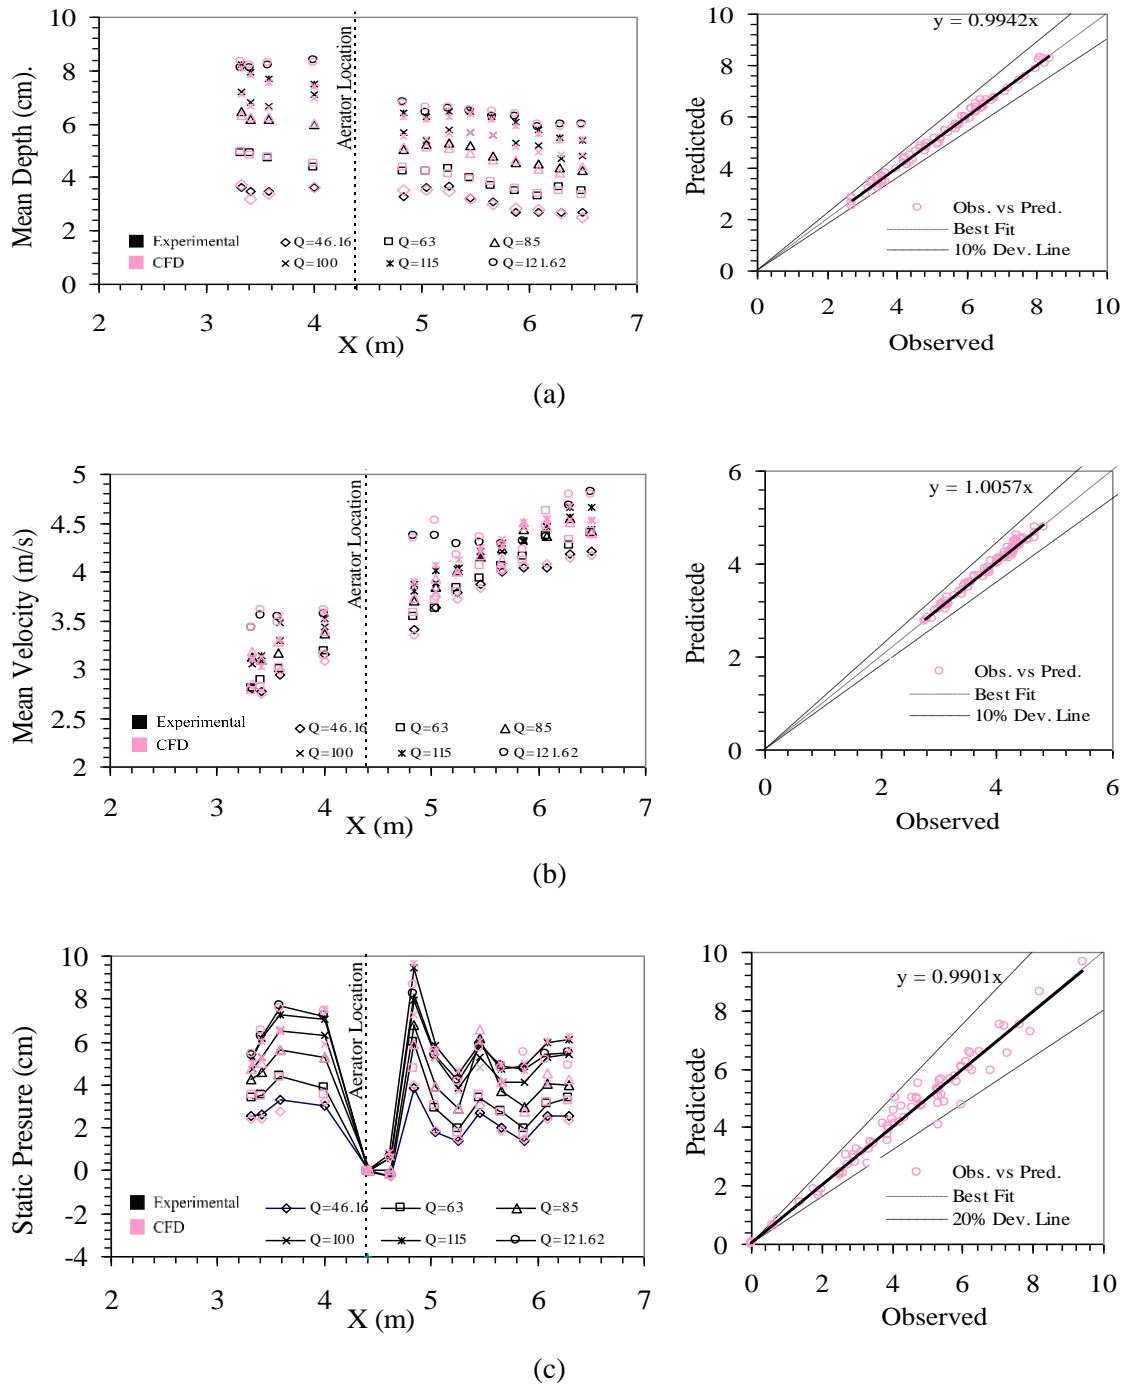 10
8
6
4
2
0
Mean Depth (cm).
Aerator Location
Experimental
CFD
Q=46.16
Q=63
Q=85
Q=100
Q=115
Q=121.62
2
3
4
5
6
7
X (m)
10
8
6
4
2
0
Predictede
y = 0.9942x
Obs. vs Pred.
Best Fit
10% Dev. Line
0
2
4
6
8
10
Observed
(a)
5
4.5
4
3.5
3
2.5
2
Mean Velocity (m/s)
Aerator Location
Experimental
CFD
Q=46.16
Q=63
Q=85
Q=100
Q=115
Q=121.62
2
3
4
5
6
7
X (m)
6
4
2
0
Predictede
y = 1.0057x
Obs. vs Pred.
Best Fit
10% Dev. Line
0
2
4
6
Observed
(b)
10
8
6
4
2
0
-2
-4
Static Presure (cm)
Aerator Location
Experimental
CFD
Q=46.16
Q=63
Q=85
Q=100
Q=115
Q=121.62
2
3
4
5
6
7
X (m)
10
8
6
4
2
0
Predictede
y = 0.9901x
Obs. vs Pred.
Best Fit
20% Dev. Line
0
2
4
6
8
10
Observed
(c)